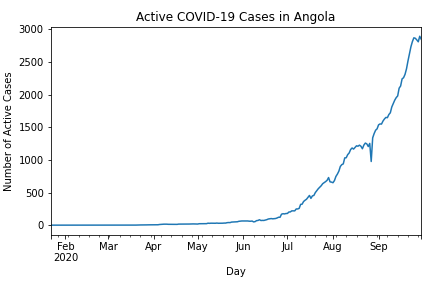 Active COVID-19 Cases in Angola
Number of Active Cases
3000
2500
2000
1500
1000
500
0
Feb Mar Apr May Jun Jul Aug Sep
2020
Day